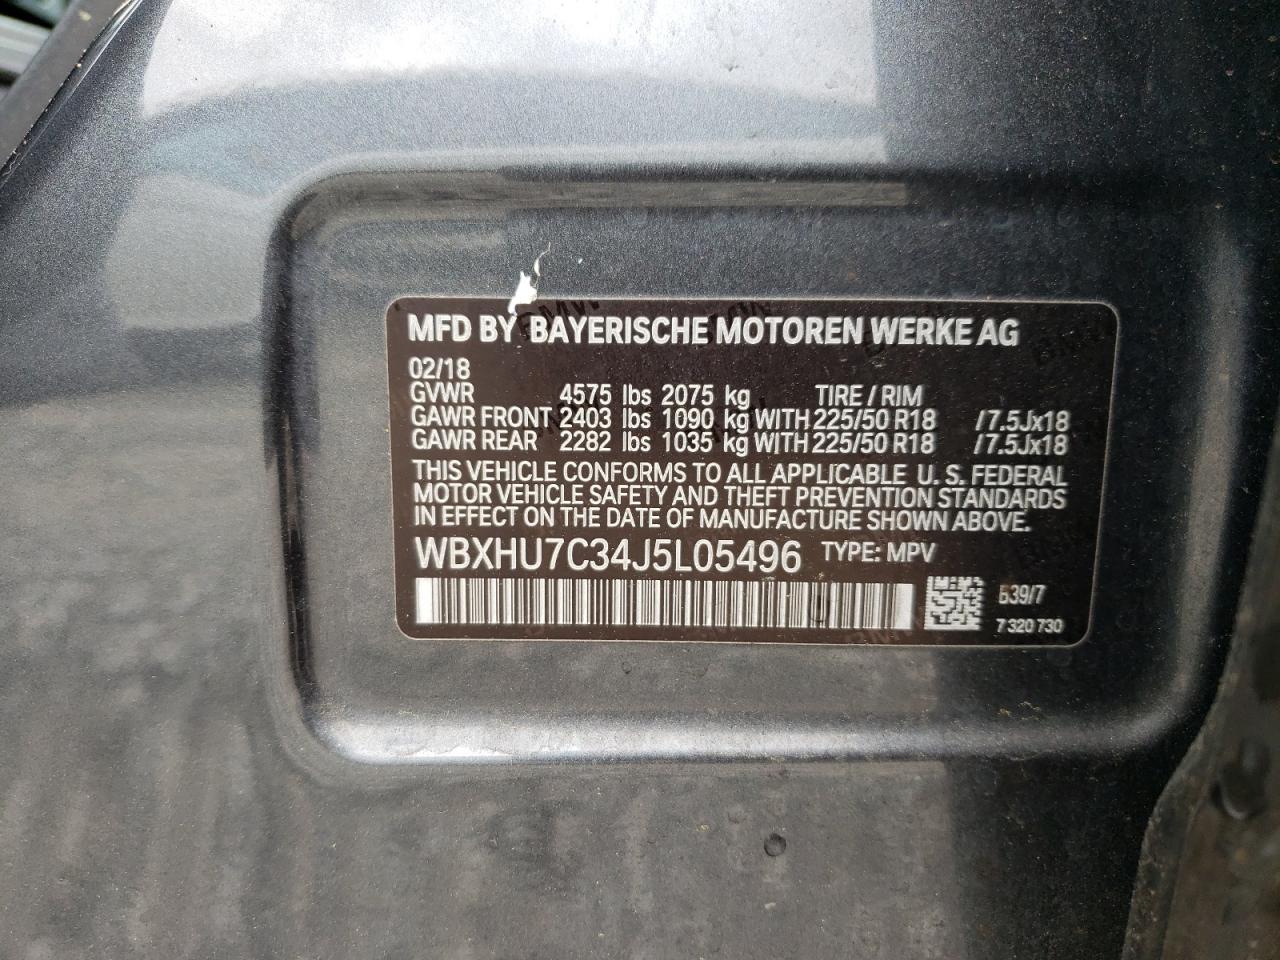 MFD BY BAYERISCHE MOTOREN WERKE AG
02/18
GVWR 4575 lbs 2075 kg TIRE / RIM
GAWR FRONT 2403 lbs 1090 kg WITH 225/50 R18 /7.5Jx18
GAWR REAR 2282 lbs 1035 kg WITH 225/50 R18 /7.5Jx18
THIS VEHICLE CONFORMS TO ALL APPLICABLE U.S. FEDERAL
MOTOR VEHICLE SAFETY AND THEFT PREVENTION STANDARDS
IN EFFECT ON THE DATE OF MANUFACTURE SHOWN ABOVE.
WBXHU7C34J5L05496 TYPE: MPV
B39/7
7 320 730